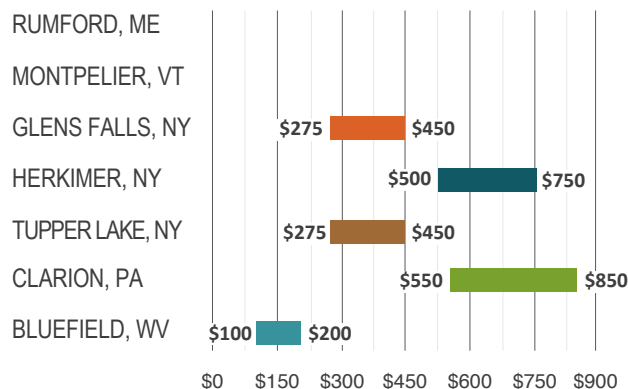 RUMFORD, ME
MONTPELIER, VT
GLENS FALLS, NY $275 $450
HERKIMER, NY $500 $750
TUPPER LAKE, NY $275 $450
CLARION, PA $550 $850
BLUEFIELD, WV $100 $200
$0 $150 $300 $450 $600 $750 $900